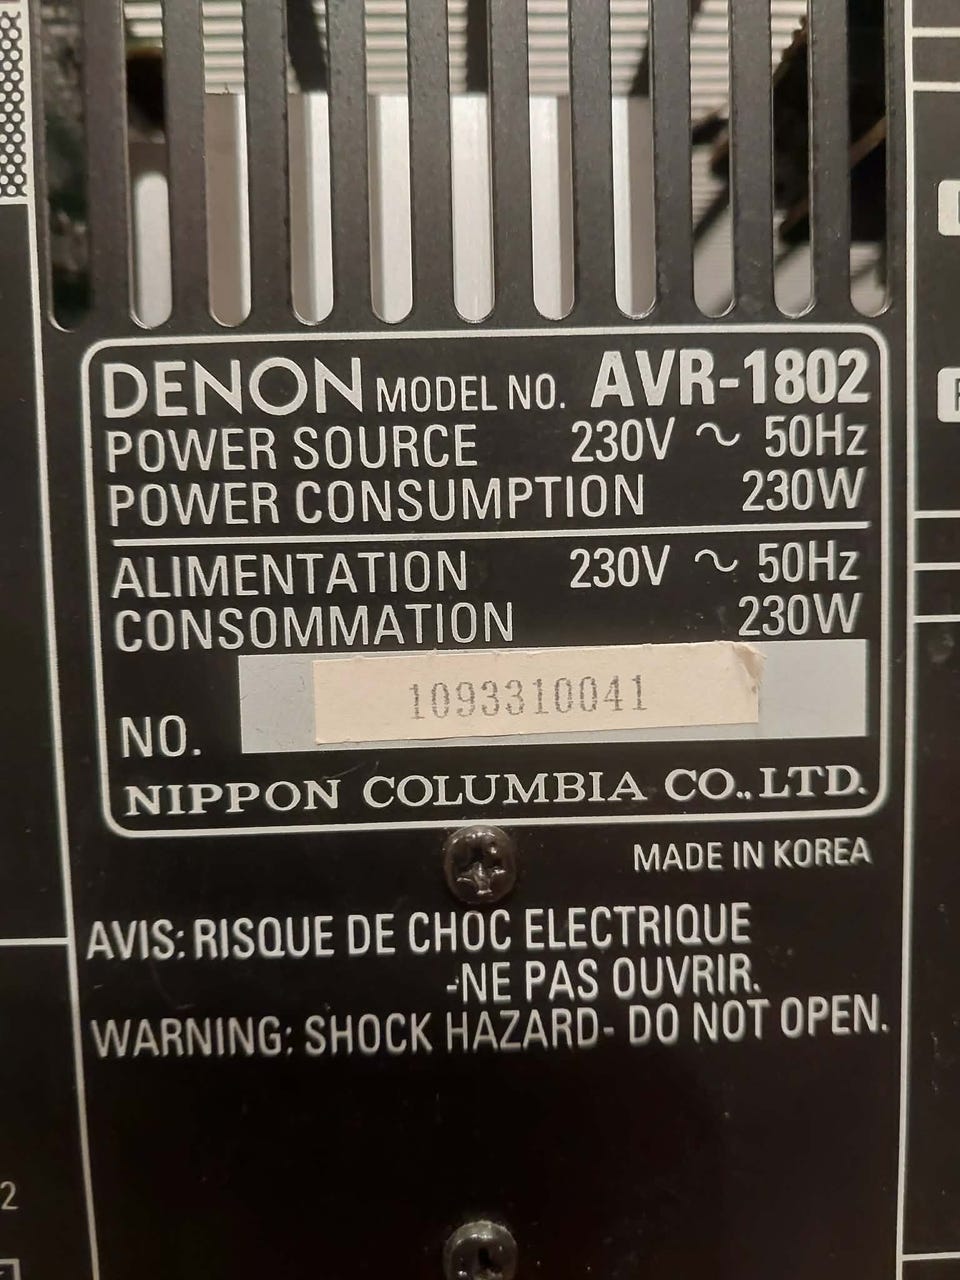 DENON MODEL NO. AVR-1802
POWER SOURCE 230V ~ 50Hz
POWER CONSUMPTION 230W
ALIMENTATION 230V ~ 50Hz
CONSOMMATION 230W
1093310041
NO.
NIPPON COLUMBIA CO., LTD.
MADE IN KOREA
AVIS: RISQUE DE CHOC ELECTRIQUE
-NE PAS OUVRIR.
WARNING: SHOCK HAZARD- DO NOT OPEN.
2